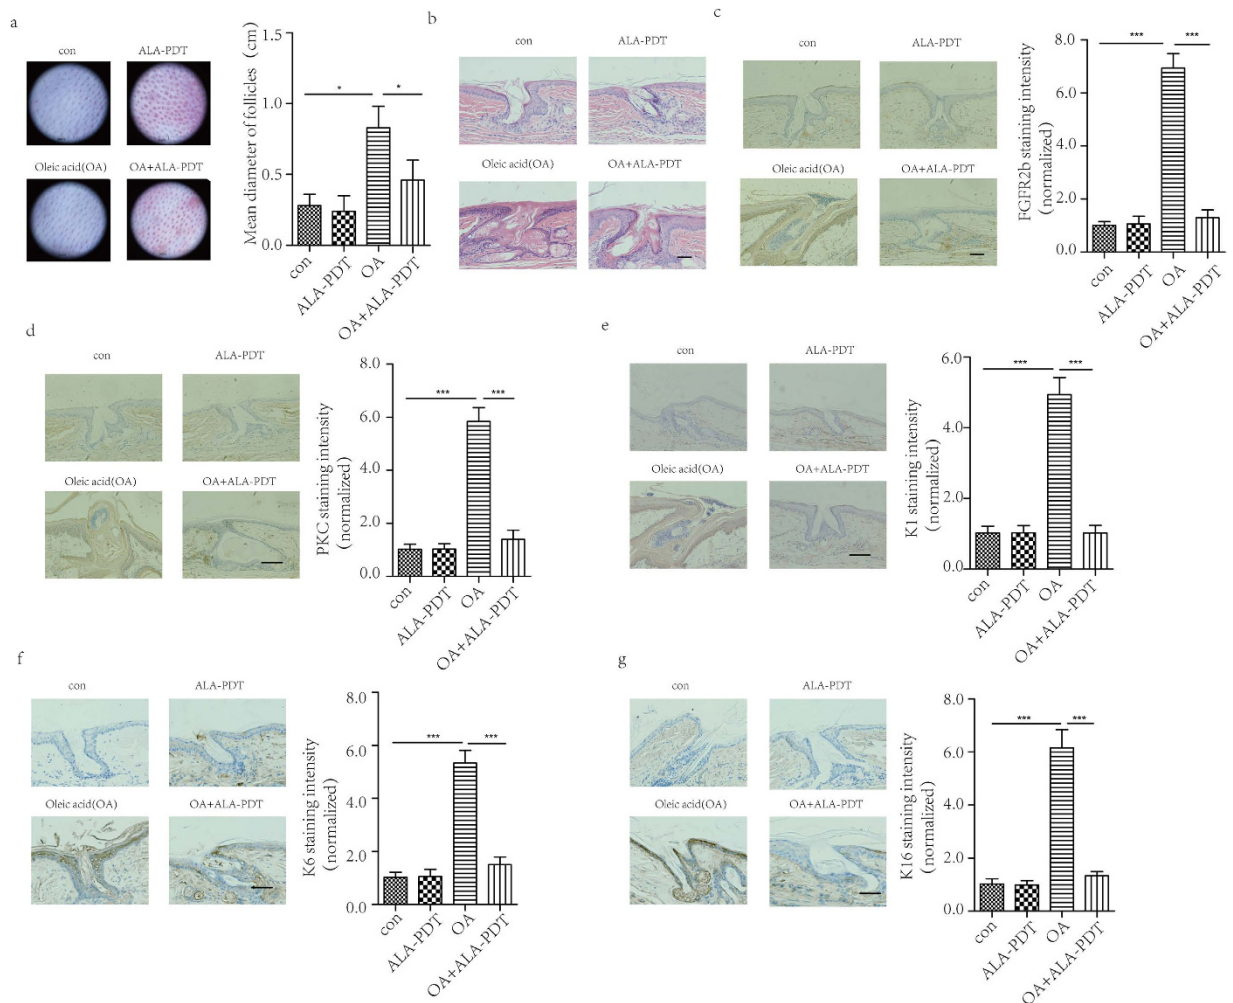 a
con
ALA-PDT
Oleic acid(OA)
OA+ALA-PDT
Mean diameter of follicles (cm)
1.5
1.0
0.5
0.0
*
*
con
ALA-PDT
OA
OA+ALA-PDT
b
con
ALA-PDT
Oleic acid(OA)
OA+ALA-PDT
c
con
ALA-PDT
Oleic acid(OA)
OA+ALA-PDT
FGFR2b staining intensity
(normalized)
8.0
6.0
4.0
2.0
0.0
***
***
con
ALA-PDT
OA
OA+ALA-PDT
d
con
ALA-PDT
Oleic acid(OA)
OA+ALA-PDT
PKC staining intensity
(normalized)
8.0
6.0
4.0
2.0
0.0
***
***
con
ALA-PDT
OA
OA+ALA-PDT
e
con
ALA-PDT
Oleic acid(OA)
OA+ALA-PDT
K1 staining intensity
(normalized)
6.0
4.0
2.0
0.0
***
***
con
ALA-PDT
OA
OA+ALA-PDT
f
con
ALA-PDT
Oleic acid(OA)
OA+ALA-PDT
K6 staining intensity
(normalized)
8.0
6.0
4.0
2.0
0.0
***
***
con
ALA-PDT
OA
OA+ALA-PDT
g
con
ALA-PDT
Oleic acid(OA)
OA+ALA-PDT
K16 staining intensity
(normalized)
8.0
6.0
4.0
2.0
0.0
***
***
con
ALA-PDT
OA
OA+ALA-PDT